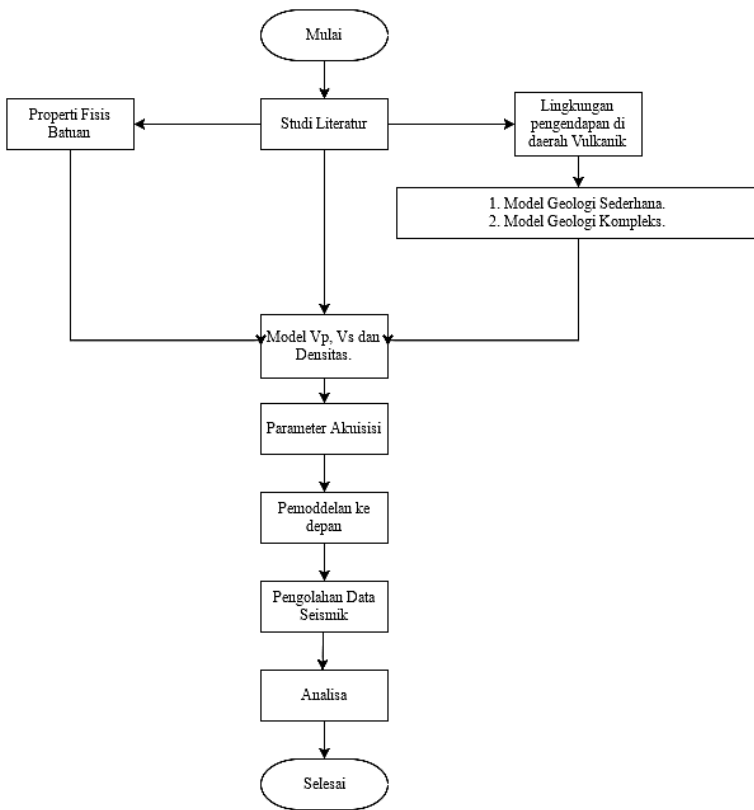 Mulai
Properti Fisis
Batuan
Studi Literatur
Lingkungan
pengendapan di
daerah Vulkanik
1. Model Geologi Sederhana.
2. Model Geologi Kompleks.
Model Vp, Vs dan
Densitas.
Parameter Akuisisi
Pemoddelan ke
depan
Pengolahan Data
Seismik
Analisa
Selesai